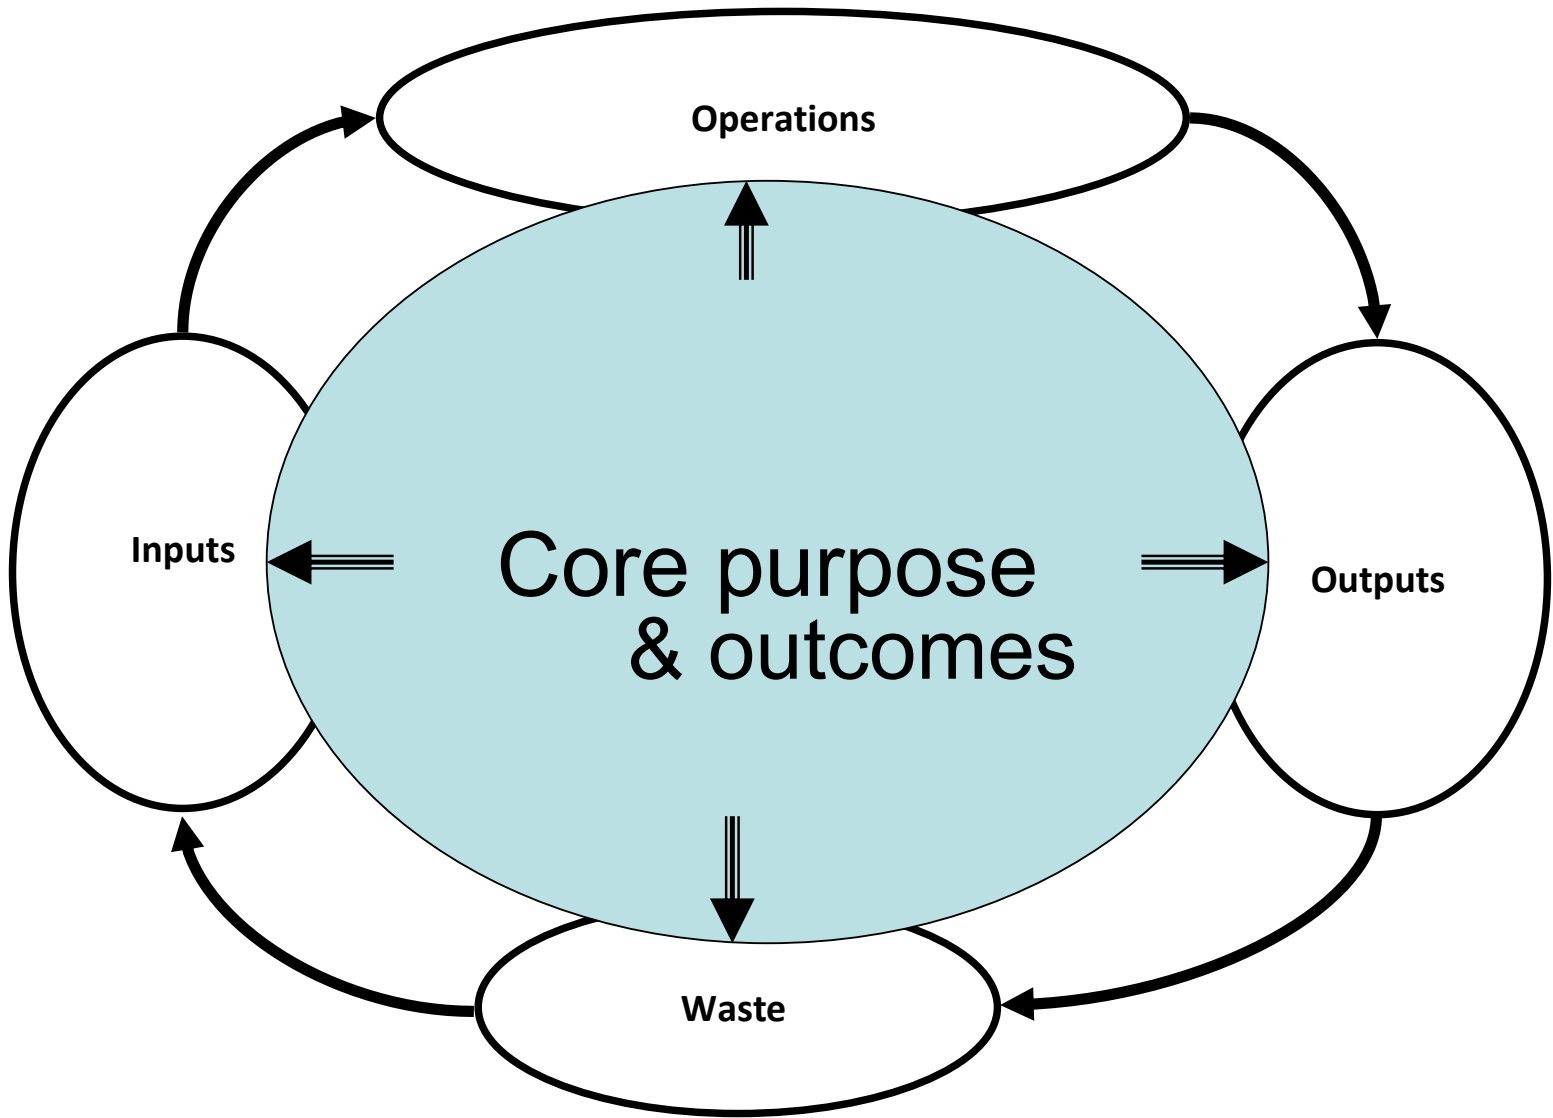 Operations
Inputs
Core purpose
& outcomes
Outputs
Waste